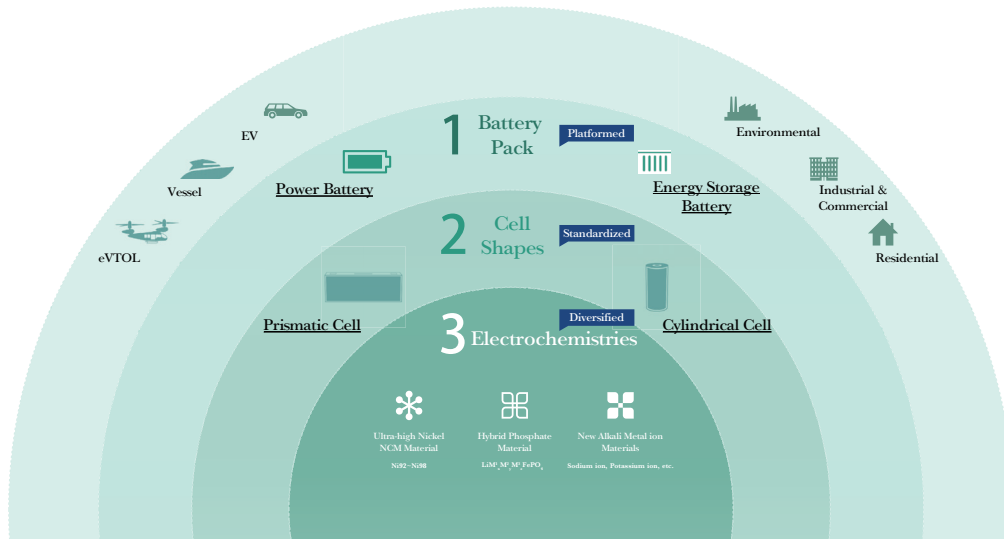 1
Battery
Pack
Platformed
EV
Vessel
eVTOL
Power Battery
Energy Storage
Battery
Environmental
Industrial &
Commercial
Residential
2
Cell
Shapes
Standardized
Prismatic Cell
Cylindrical Cell
3
Electrochemistries
Diversified
Ultra-high Nickel
NCM Material
Ni92~Ni98
Hybrid Phosphate
Material
New Alkali Metal ion
Materials
Sodium ion, Potassium ion, etc.